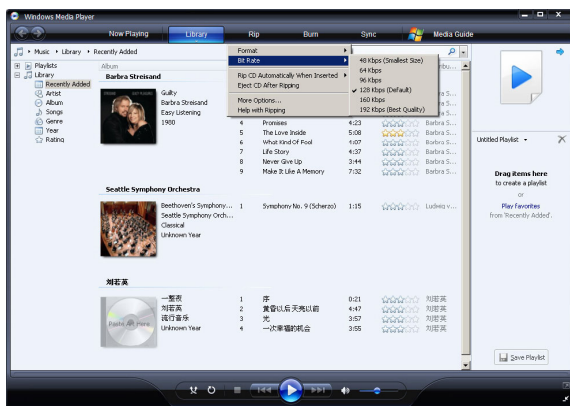 Windows Media Player
Now Playing
Library
Rip
Burn
Sync
Media Guide
Music
Library
Recently Added
Format
Bit Rate
Rip CD Automatically When Inserted
Eject CD After Ripping
More Options...
Help with Ripping
48 Kbps (Smallest Size)
64 Kbps
96 Kbps
128 Kbps (Default)
160 Kbps
192 Kbps (Best Quality)
Playlists
Library
Recently Added
Artist
Album
Songs
Genre
Year
Rating
Album
Barbra Streisand
Guilty
Barbra Streisand
Easy Listening
1980
4 Promises 4:23 Barbra S...
5 The Love Inside 5:08 Barbra S...
6 What Kind Of Fool 4:07 Barbra S...
7 Life Story 4:37 Barbra S...
8 Never Give Up 3:44 Barbra S...
9 Make It Like A Memory 7:32 Barbra S...
Seattle Symphony Orchestra
Beethoven's Symphony... 1 Symphony No. 9 (Scherzo) 1:15 Ludwig v...
Seattle Symphony Orch...
Classical
Unknown Year
刘若英
Paste Art Here
一整夜 1 序 0:21 刘若英
刘若英 2 黄昏以后天亮以前 4:47 刘若英
流行音乐 3 光 3:57 刘若英
Unknown Year 4 一次幸福的机会 3:55 刘若英
Untitled Playlist
Drag items here
to create a playlist
or
Play favorites
from 'Recently Added'.
Save Playlist